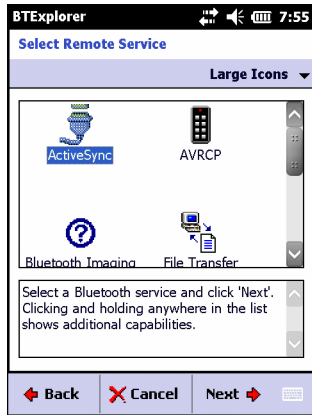 BTExplorer 7:55
Select Remote Service
Large Icons
ActiveSync AVRCP
Bluetooth Imaging File Transfer
Select a Bluetooth service and click 'Next'.
Clicking and holding anywhere in the list
shows additional capabilities.
Back Cancel Next